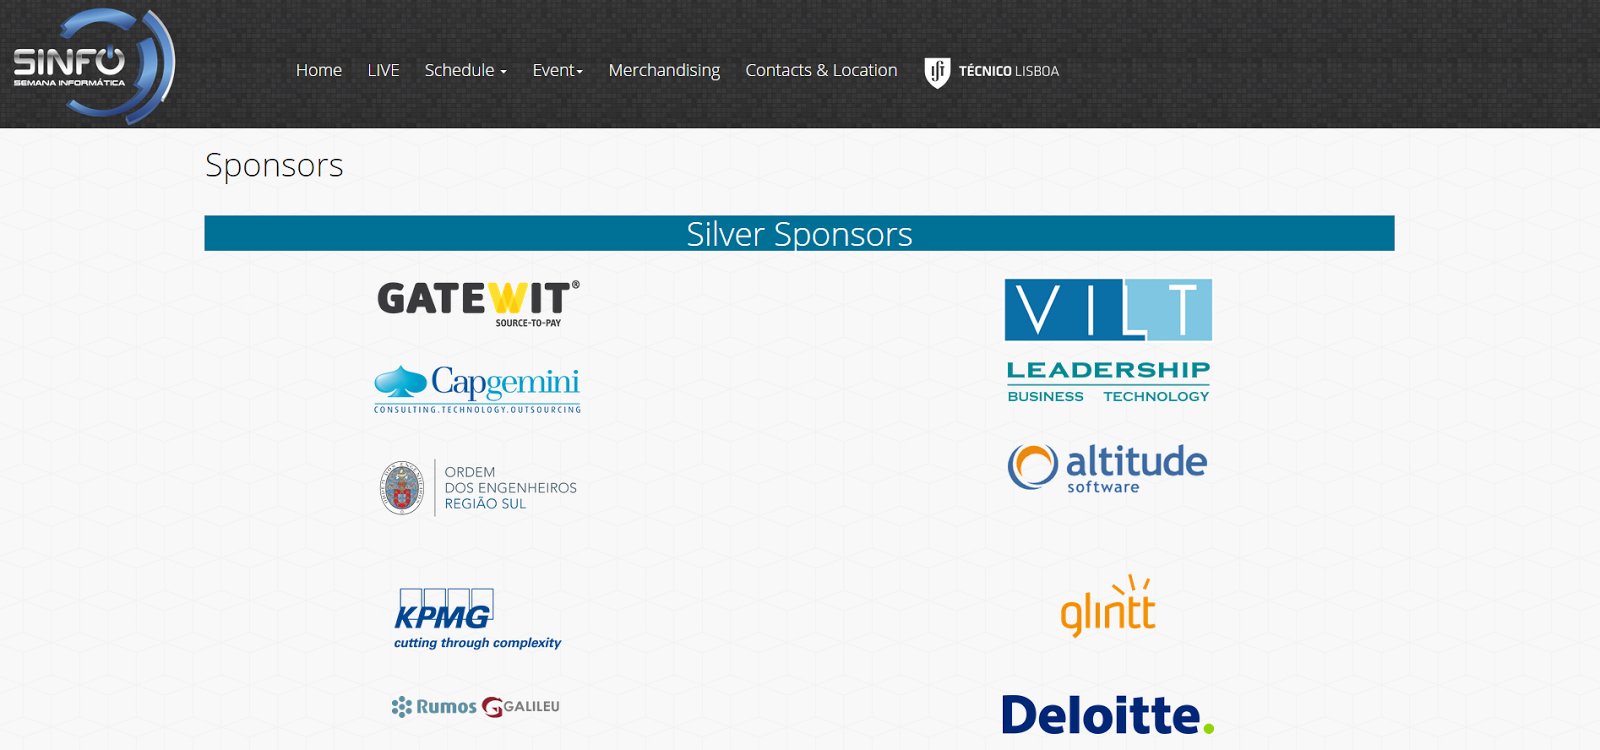 SINFO
SEMANA INFORMÁTICA
Home LIVE Schedule Event Merchandising Contacts & Location TÉCNICO LISBOA
Sponsors
Silver Sponsors
GATEWIT®
SOURCE-TO-PAY
VILT
LEADERSHIP
BUSINESS TECHNOLOGY
Capgemini
CONSULTING.TECHNOLOGY.OUTSOURCING
altitude
software
ORDEM
DOS ENGENHEIROS
REGIÃO SUL
KPMG
cutting through complexity
glintt
Rumos GALILEU
Deloitte.